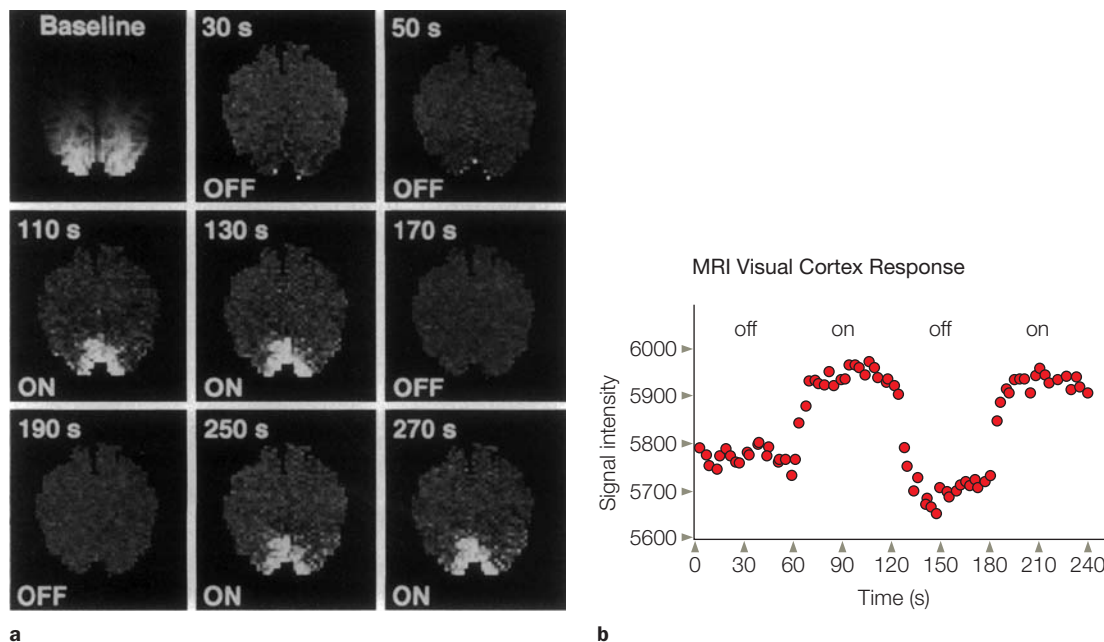 Baseline
30 s
OFF
50 s
OFF
110 s
ON
130 s
ON
170 s
OFF
190 s
OFF
250 s
ON
270 s
ON
a
MRI Visual Cortex Response
off on off on
6000
5900
5800
5700
5600
Signal intensity
0 30 60 90 120 150 180 210 240
Time (s)
b